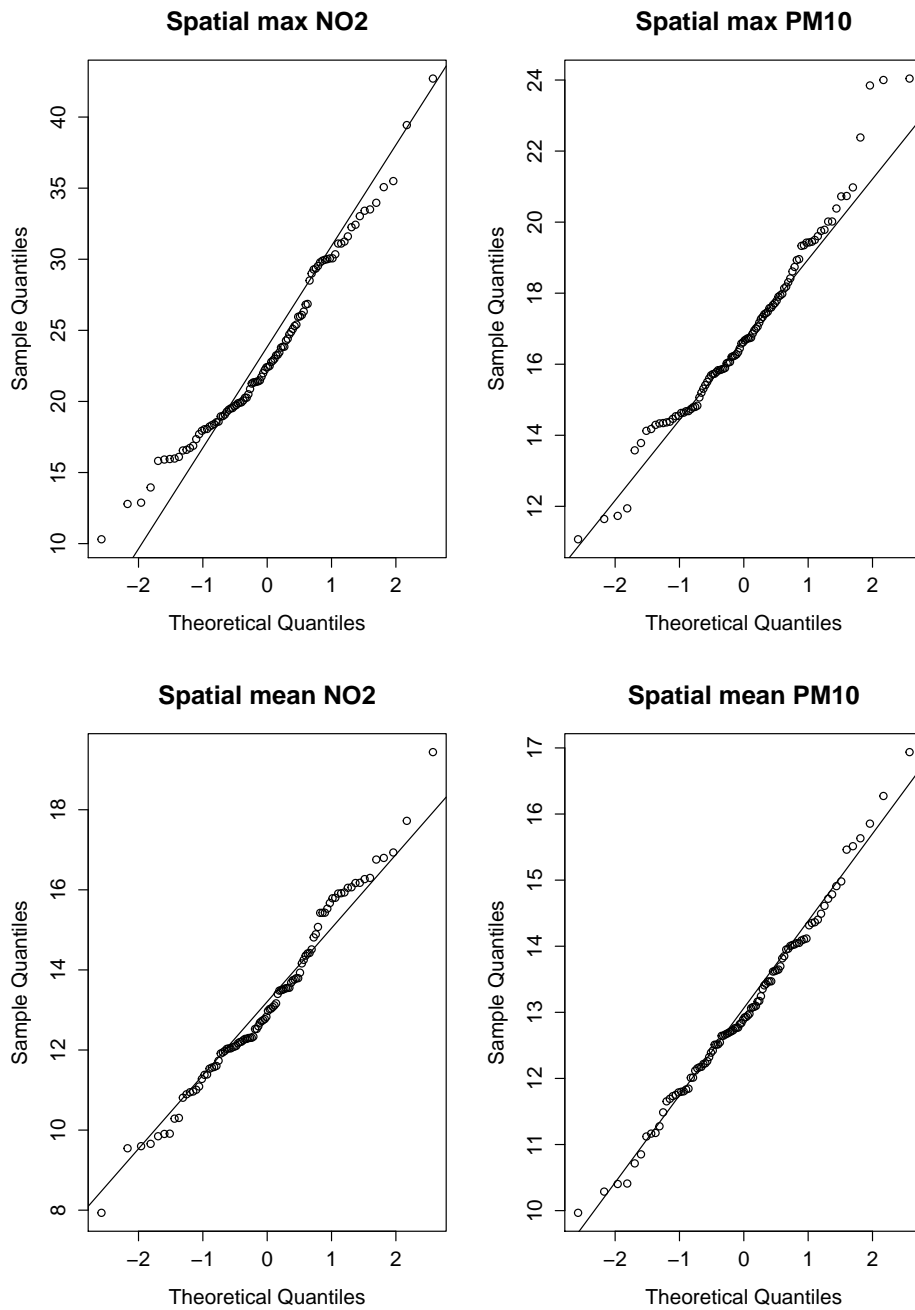 Spatial max NO2
Sample Quantiles
10 15 20 25 30 35 40
−2 −1 0 1 2
Theoretical Quantiles
Spatial max PM10
Sample Quantiles
12 14 16 18 20 22 24
−2 −1 0 1 2
Theoretical Quantiles
Spatial mean NO2
Sample Quantiles
8 10 12 14 16 18
−2 −1 0 1 2
Theoretical Quantiles
Spatial mean PM10
Sample Quantiles
10 11 12 13 14 15 16 17
−2 −1 0 1 2
Theoretical Quantiles